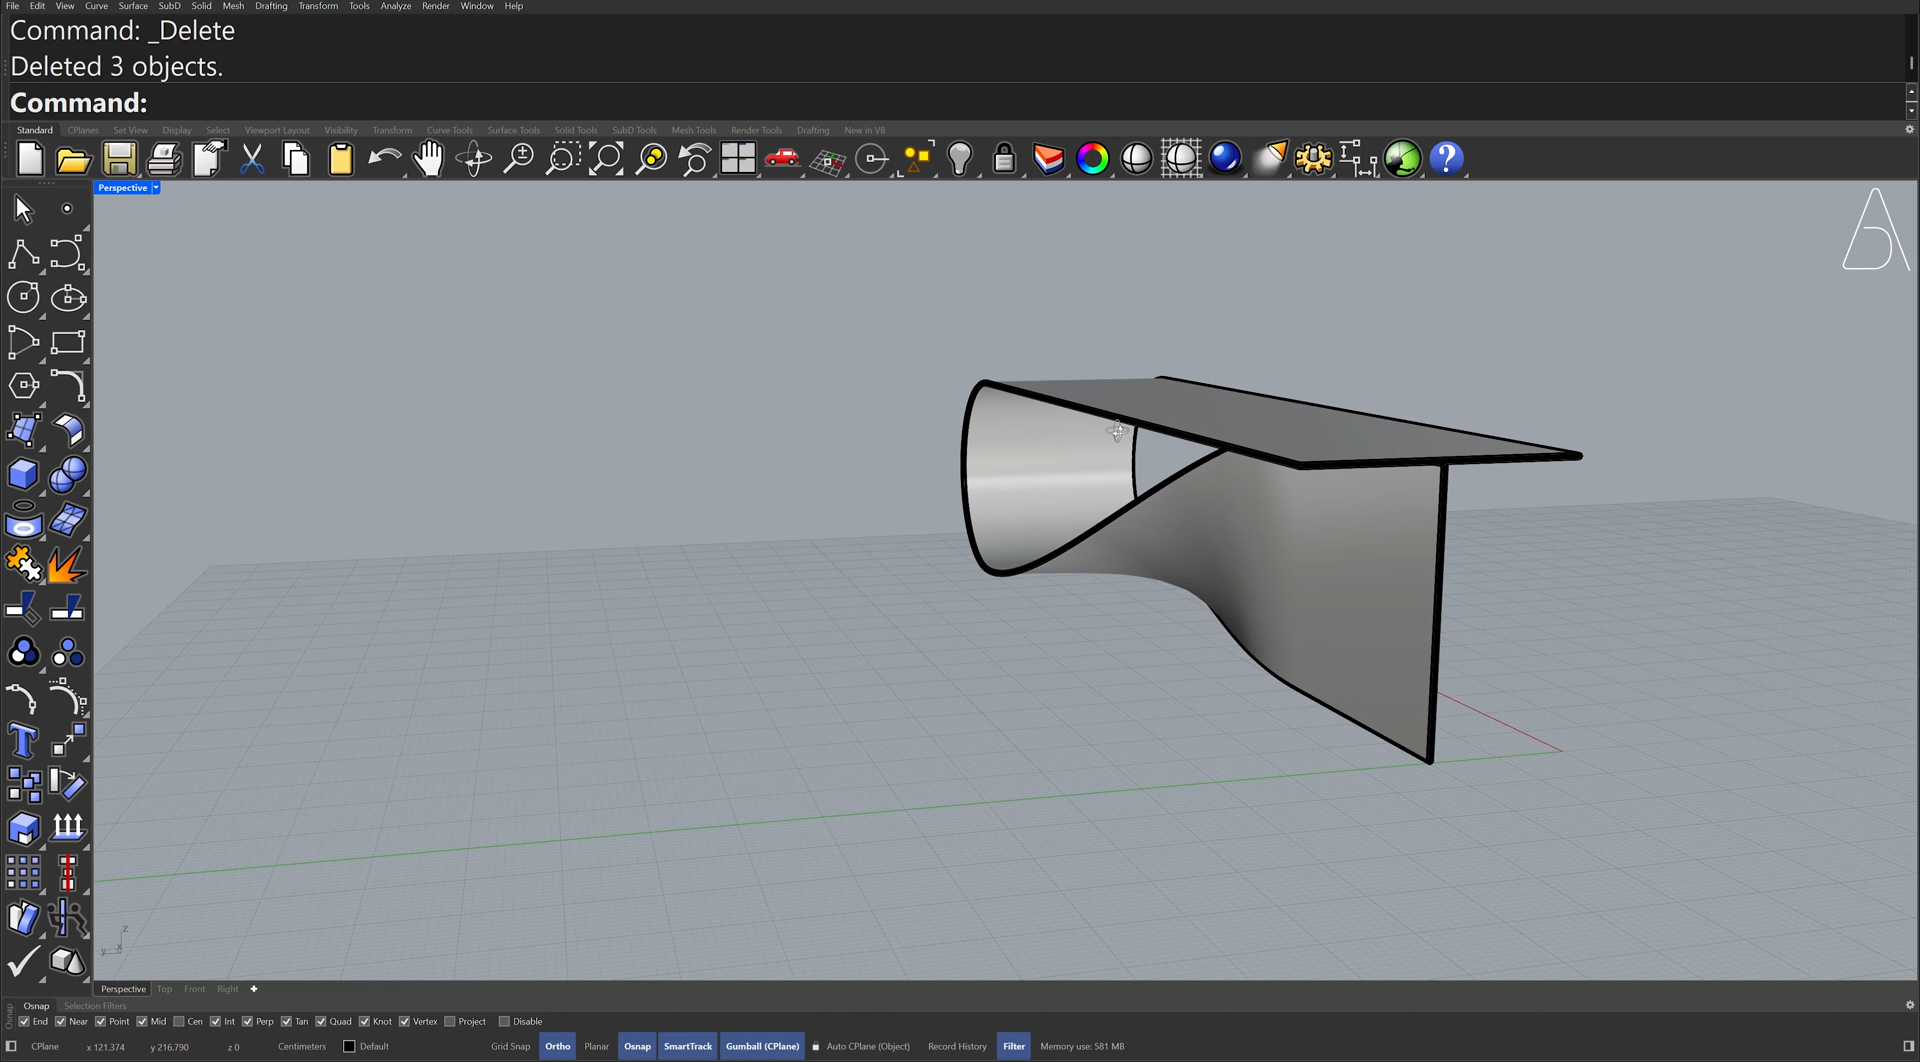 File Edit View Curve Surface SubD Solid Mesh Drafting Transform Tools Analyze Render Window Help
Command: _Delete
Deleted 3 objects.
Command:
Standard CPlanes Set View Display Select Viewport Layout Visibility Transform Curve Tools Surface Tools Solid Tools SubD Tools Mesh Tools Render Tools Drafting New in V8
Perspective
z
y x
Perspective Top Front Right
Osnap Osnap Selection Filters
End Near Point Mid Cen Int Perp Tan Quad Knot Vertex Project Disable
CPlane x 121.374 y 216.790 z 0 Centimeters Default Grid Snap Ortho Planar Osnap SmartTrack Gumball (CPlane) Auto CPlane (Object) Record History Filter Memory use: 581 MB